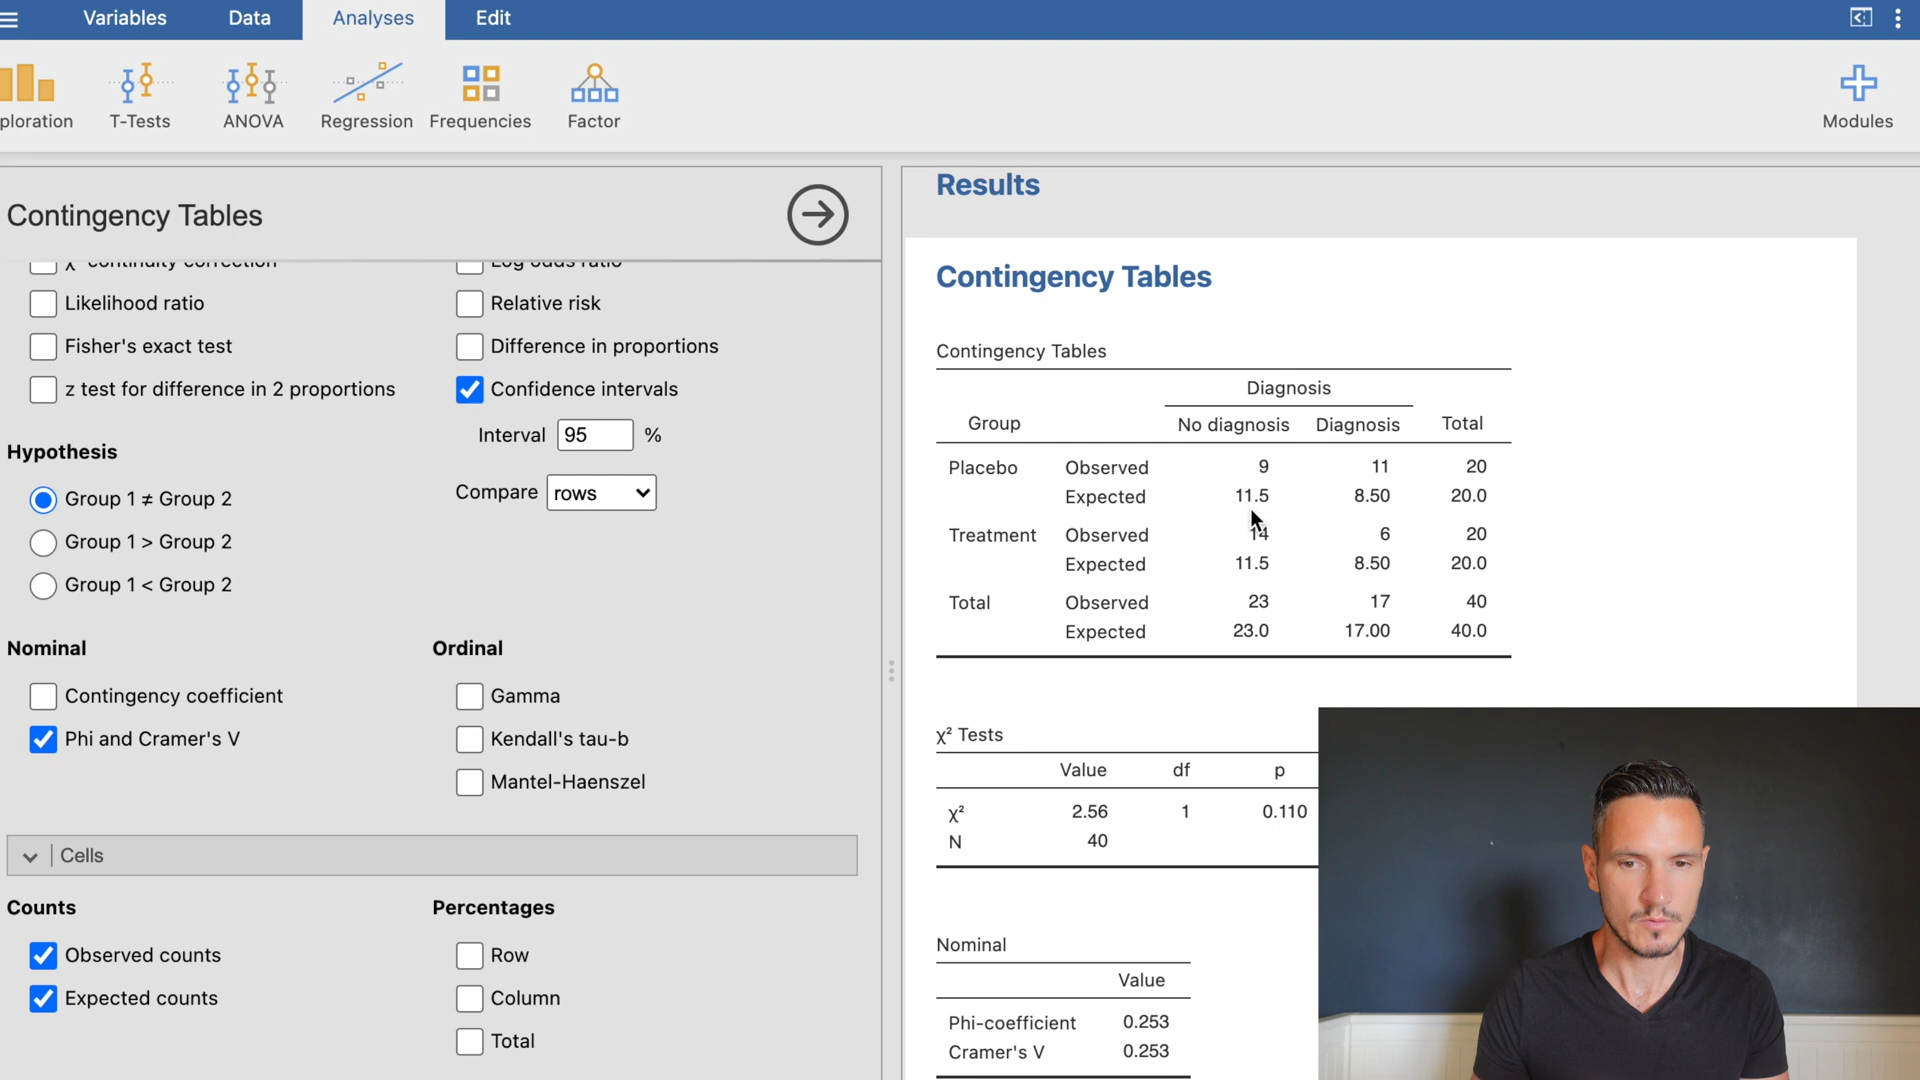 Variables Data Analyses Edit
ploration T-Tests ANOVA Regression Frequencies Factor Modules
Contingency Tables
χ² continuity correction
Log odds ratio
Likelihood ratio
Relative risk
Fisher's exact test
Difference in proportions
z test for difference in 2 proportions
Confidence intervals
Interval 95 %
Hypothesis
Compare rows
Group 1 ≠ Group 2
Group 1 > Group 2
Group 1 < Group 2
Nominal
Ordinal
Contingency coefficient
Gamma
Phi and Cramer's V
Kendall's tau-b
Mantel-Haenszel
Cells
Counts
Percentages
Observed counts
Row
Expected counts
Column
Total
Results
Contingency Tables
Contingency Tables
Diagnosis
Group No diagnosis Diagnosis Total
Placebo Observed 9 11 20
Expected 11.5 8.50 20.0
Treatment Observed 14 6 20
Expected 11.5 8.50 20.0
Total Observed 23 17 40
Expected 23.0 17.00 40.0
χ² Tests
Value df p
χ² 2.56 1 0.110
N 40
Nominal
Value
Phi-coefficient 0.253
Cramer's V 0.253